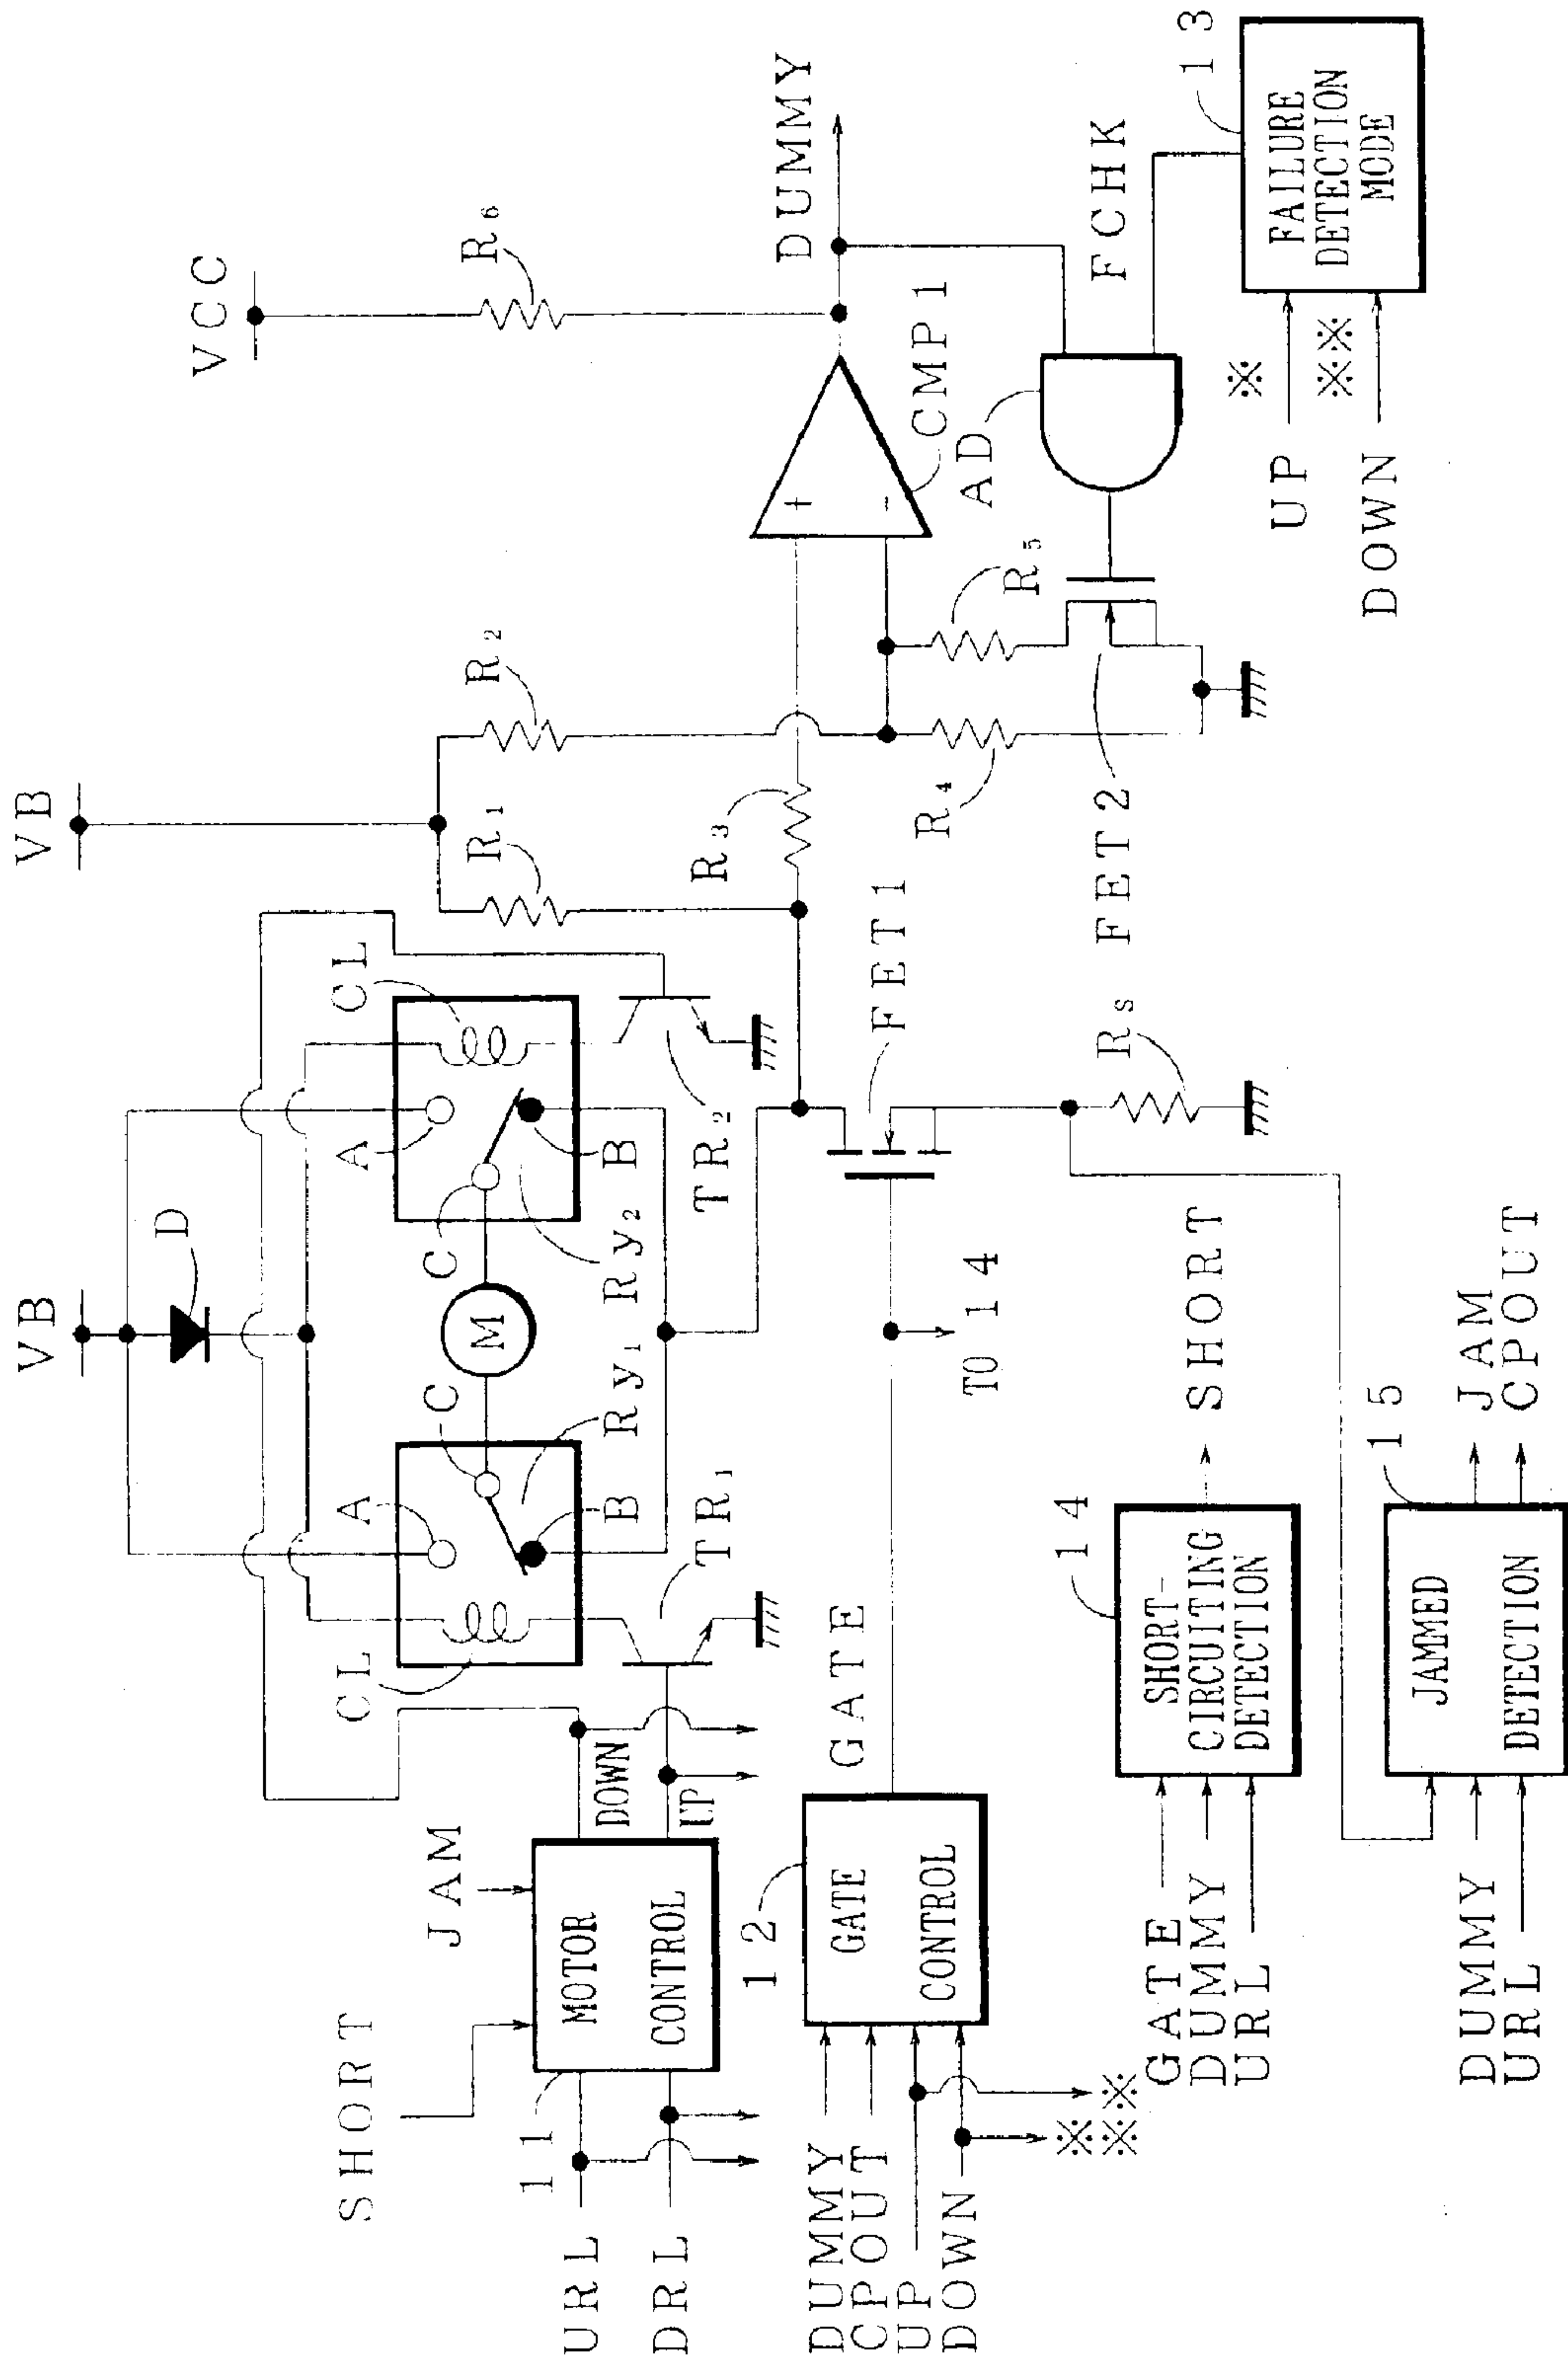 VB
VB
VCC
D
R₁
R₂
R₆
SHORT
JAM
CL
A
C
M
C
A
CL
B
B
Ry₁
Ry₂
URL
DRL
11
MOTOR
CONTROL
DOWN
UP
TR₁
TR₂
R₃
DUMMY
+
-
CMP1
DUMMY
CPOUT
UP
DOWN
12
GATE
CONTROL
GATE
TO 14
FET1
R₄
R₅
AD
FCHK
※
※※
Rs
FET2
UP
※
DOWN
※※
13
FAILURE
DETECTION
MODE
GATE
DUMMY
URL
14
SHORT-
CIRCUITING
DETECTION
SHORT
DUMMY
URL
15
JAMMED
DETECTION
JAM
CPOUT